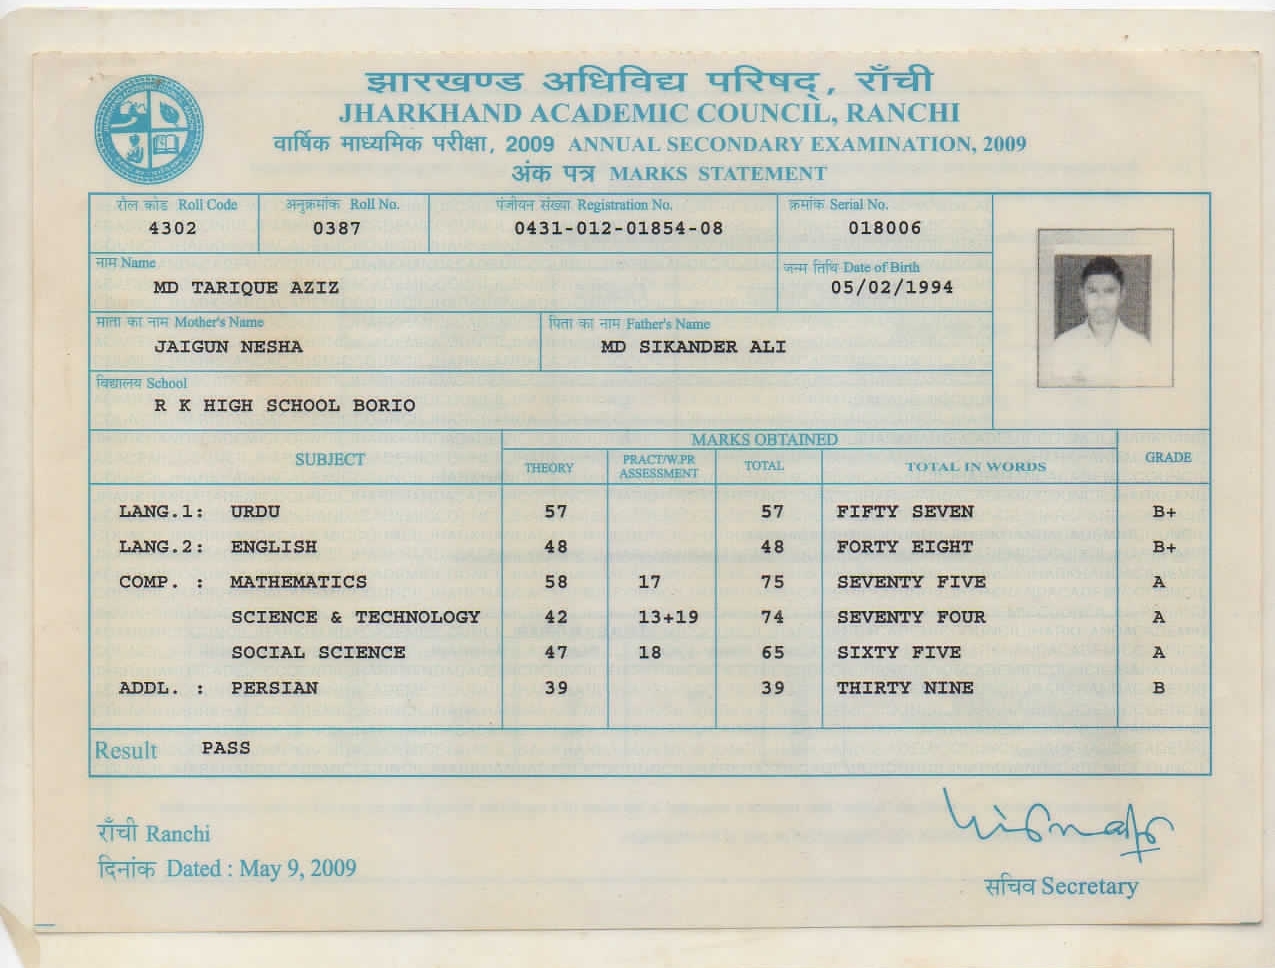 झारखण्ड अधिविद्य परिषद्, राँची
JHARKHAND ACADEMIC COUNCIL, RANCHI
वार्षिक माध्यमिक परीक्षा, 2009 ANNUAL SECONDARY EXAMINATION, 2009
अंक पत्र MARKS STATEMENT
रौल कोड Roll Code अनुक्रमांक Roll No. पंजीयन संख्या Registration No. क्रमांक Serial No.
4302 0387 0431-012-01854-08 018006
नाम Name जन्म तिथि Date of Birth
MD TARIQUE AZIZ 05/02/1994
माता का नाम Mother's Name पिता का नाम Father's Name
JAIGUN NESHA MD SIKANDER ALI
विद्यालय School
R K HIGH SCHOOL BORIO
MARKS OBTAINED
SUBJECT THEORY PRACT/W.PR ASSESSMENT TOTAL TOTAL IN WORDS GRADE
LANG.1: URDU 57 57 FIFTY SEVEN B+
LANG.2: ENGLISH 48 48 FORTY EIGHT B+
COMP. : MATHEMATICS 58 17 75 SEVENTY FIVE A
SCIENCE & TECHNOLOGY 42 13+19 74 SEVENTY FOUR A
SOCIAL SCIENCE 47 18 65 SIXTY FIVE A
ADDL. : PERSIAN 39 39 THIRTY NINE B
Result PASS
राँची Ranchi
दिनांक Dated : May 9, 2009
सचिव Secretary